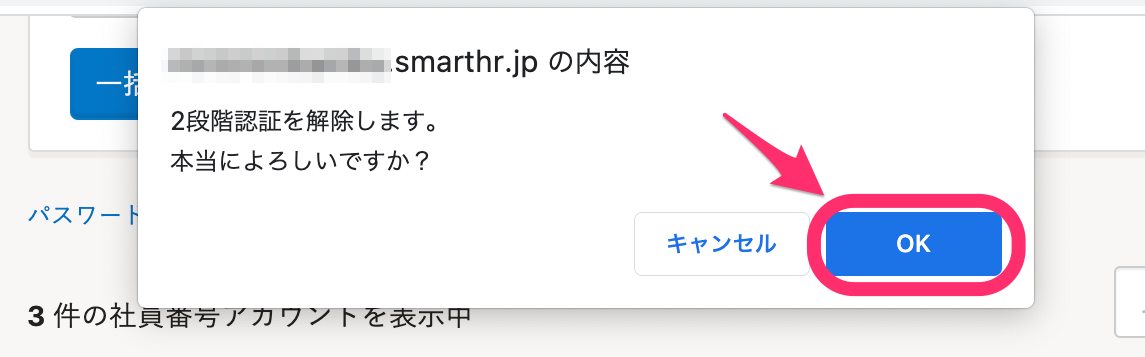 .smarthr.jp の内容
一括
2段階認証を解除します。
本当によろしいですか？
パスワード
キャンセル
OK
3 件の社員番号アカウントを表示中